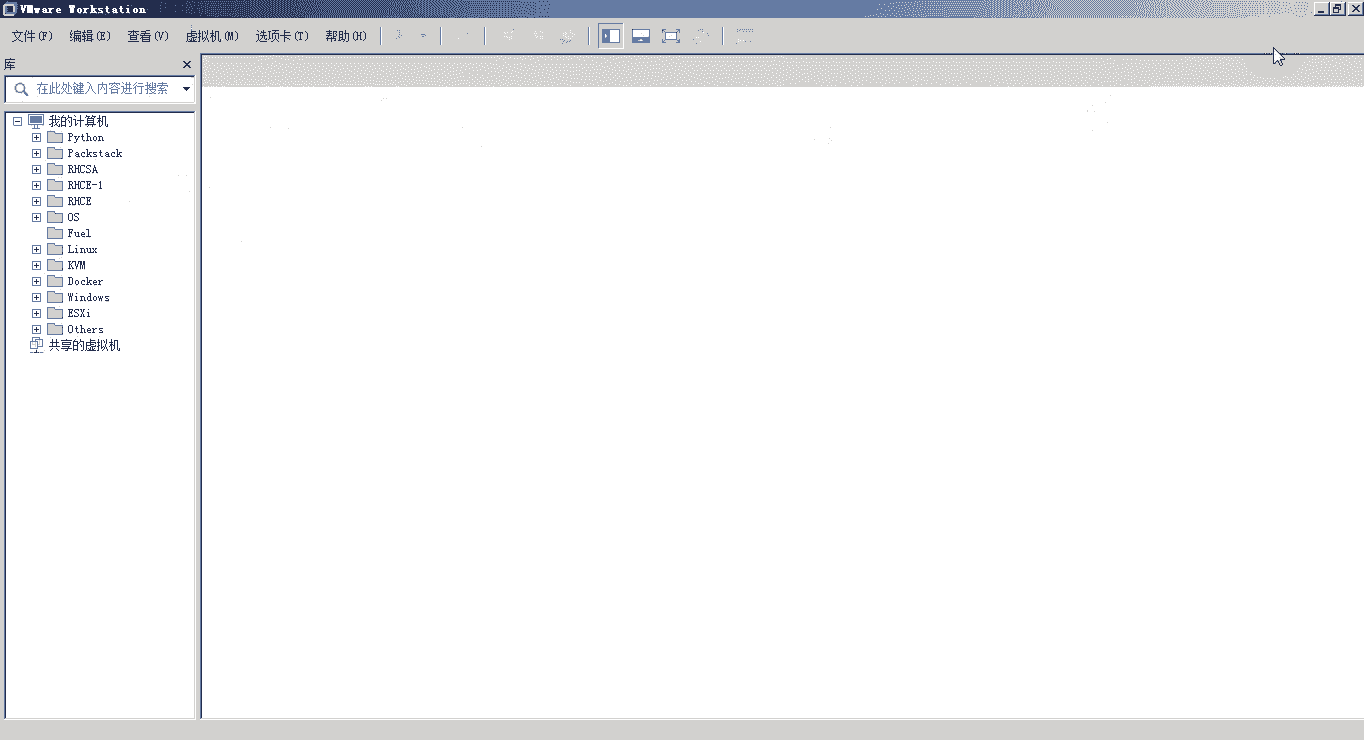 VMware Workstation
文件(F) 编辑(E) 查看(V) 虚拟机(M) 选项卡(T) 帮助(H)
库
在此处键入内容进行搜索
我的计算机
Python
Packstack
RHCSA
RHCE-1
RHCE
OS
Fuel
Linux
KVM
Docker
Windows
ESXi
Others
共享的虚拟机